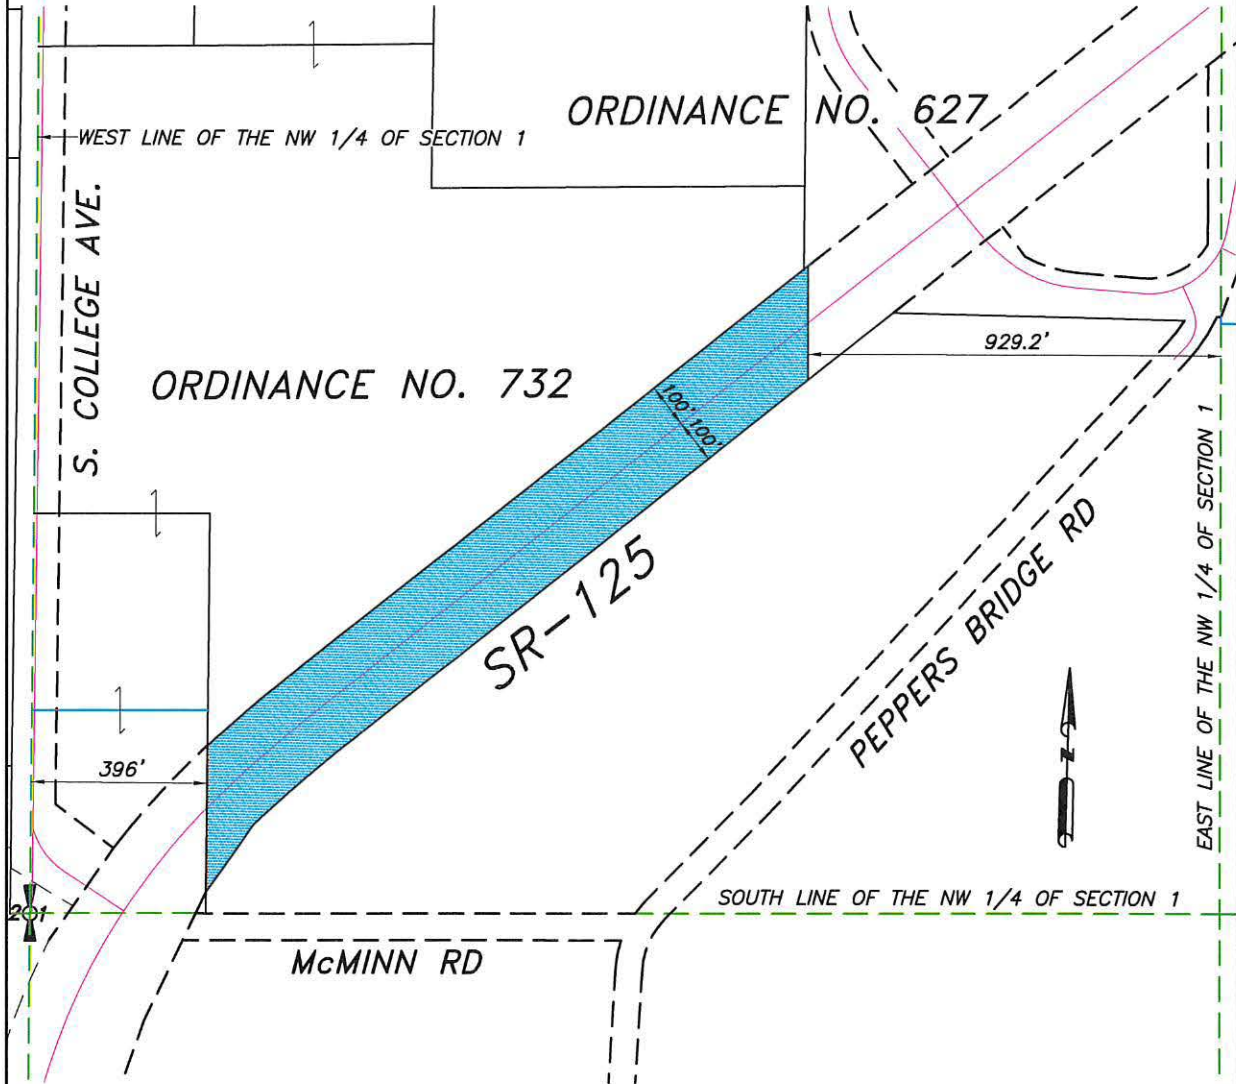 ORDINANCE NO. 627
WEST LINE OF THE NW 1/4 OF SECTION 1
S. COLLEGE AVE.
929.2'
ORDINANCE NO. 732
100' 100'
EAST LINE OF THE NW 1/4 OF SECTION 1
SR-125
PEPPERS BRIDGE RD
N
396'
SOUTH LINE OF THE NW 1/4 OF SECTION 1
201
McMINN RD